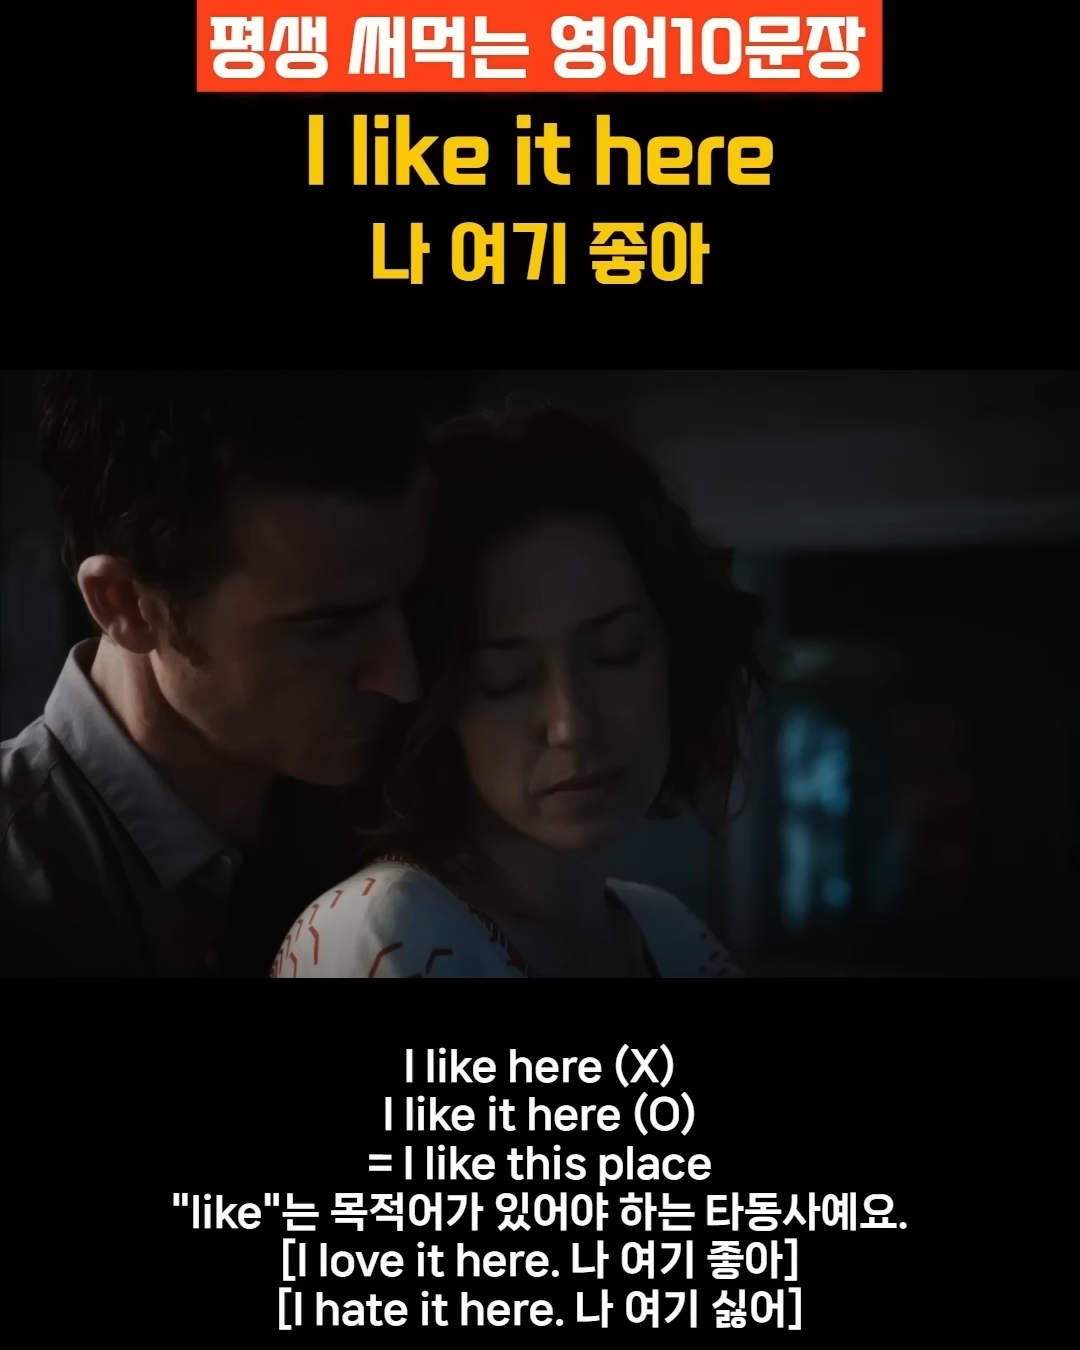 평생 써먹는 영어10문장
I like it here
나 여기 좋아
I like here (X)
I like it here (O)
= I like this place
"like"는 목적어가 있어야 하는 타동사예요.
[I love it here. 나 여기 좋아]
[I hate it here. 나 여기 싫어]